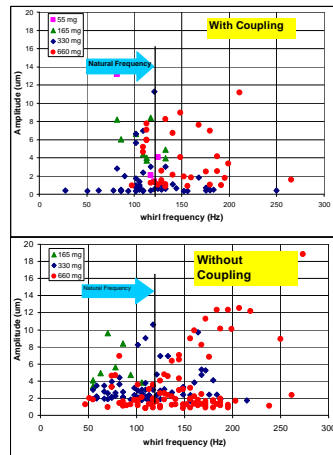 55 mg
165 mg
330 mg
660 mg
With Coupling
Natural Frequency
Amplitude (um)
18
16
14
12
10
8
6
4
2
0
0 50 100 150 200 250 300
whirl frequency (Hz)
165 mg
330 mg
660 mg
Without
Coupling
Natural Frequency
Amplitude (um)
20
18
16
14
12
10
8
6
4
2
0
0 50 100 150 200 250 300
whirl frequency (Hz)